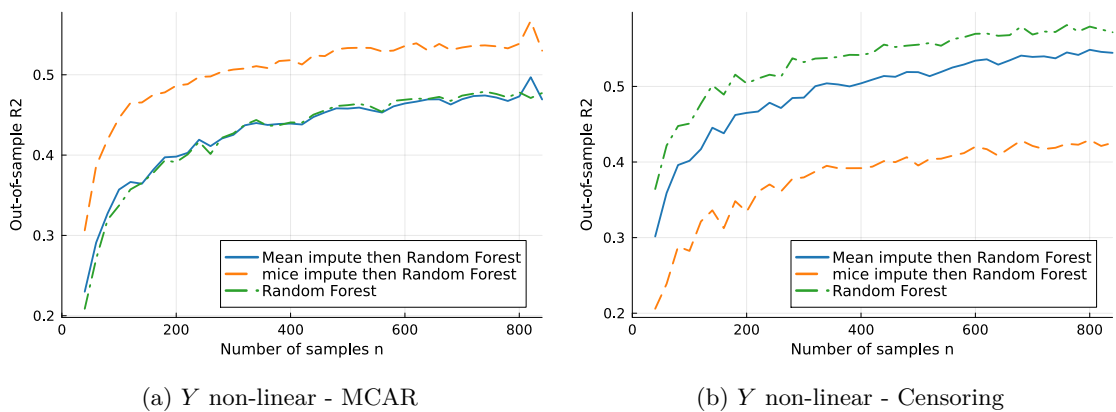 Out-of-sample R2
0.5
0.4
0.3
0.2
0
200
400
600
800
Number of samples n
Mean impute then Random Forest
mice impute then Random Forest
Random Forest
(a) Y non-linear - MCAR
Out-of-sample R2
0.5
0.4
0.3
0.2
0
200
400
600
800
Number of samples n
Mean impute then Random Forest
mice impute then Random Forest
Random Forest
(b) Y non-linear - Censoring